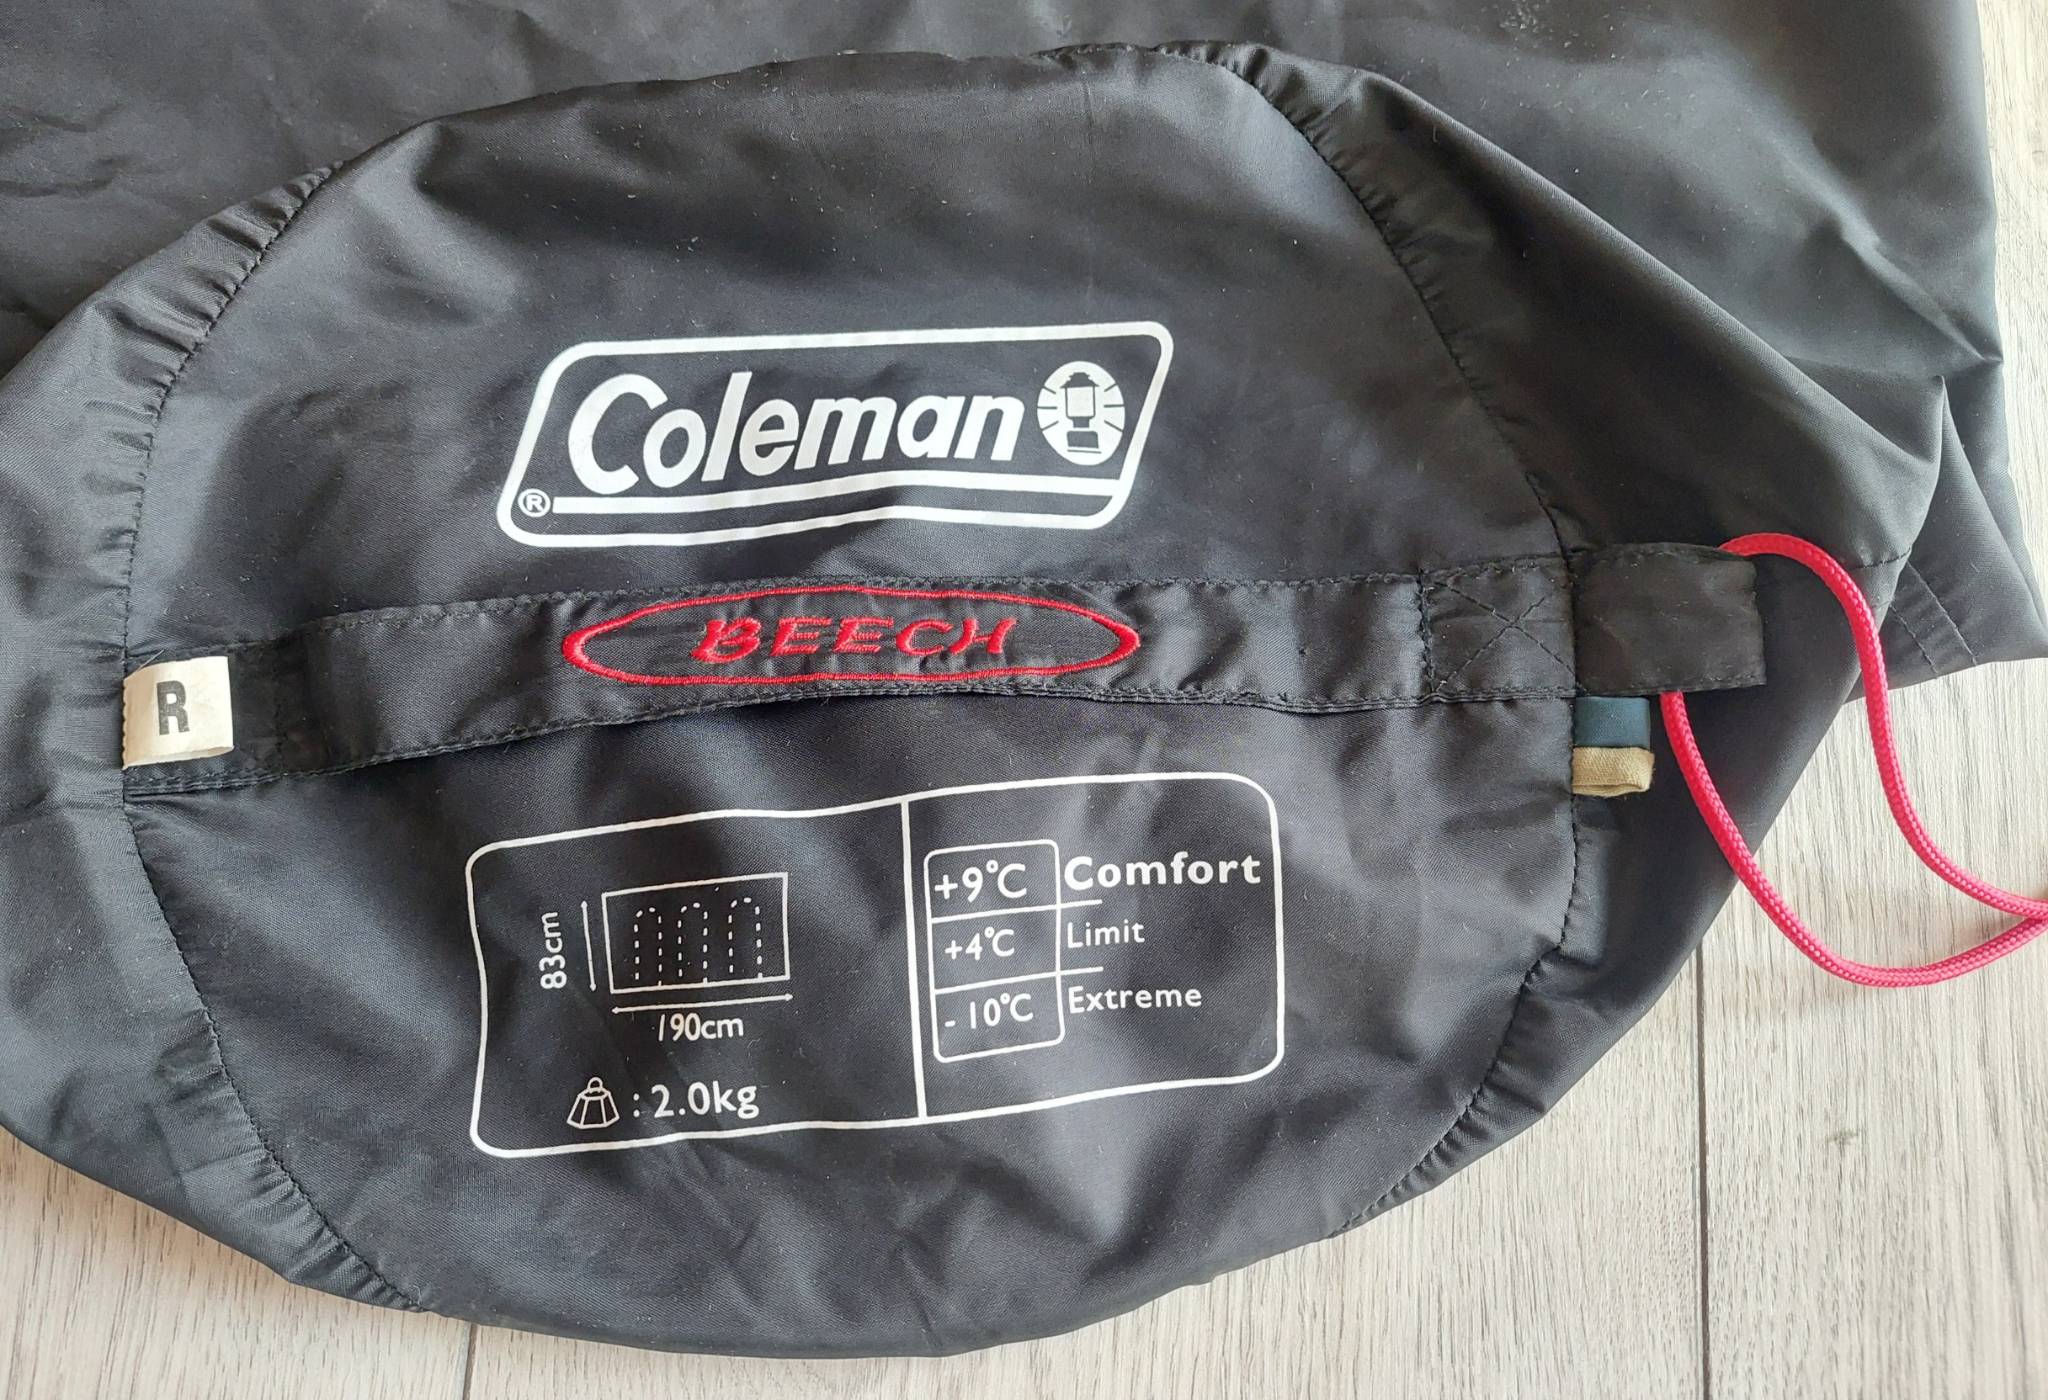 Coleman
®
BEECH
R
83cm
190cm
: 2.0kg
+9°C Comfort
+4°C Limit
-10°C Extreme